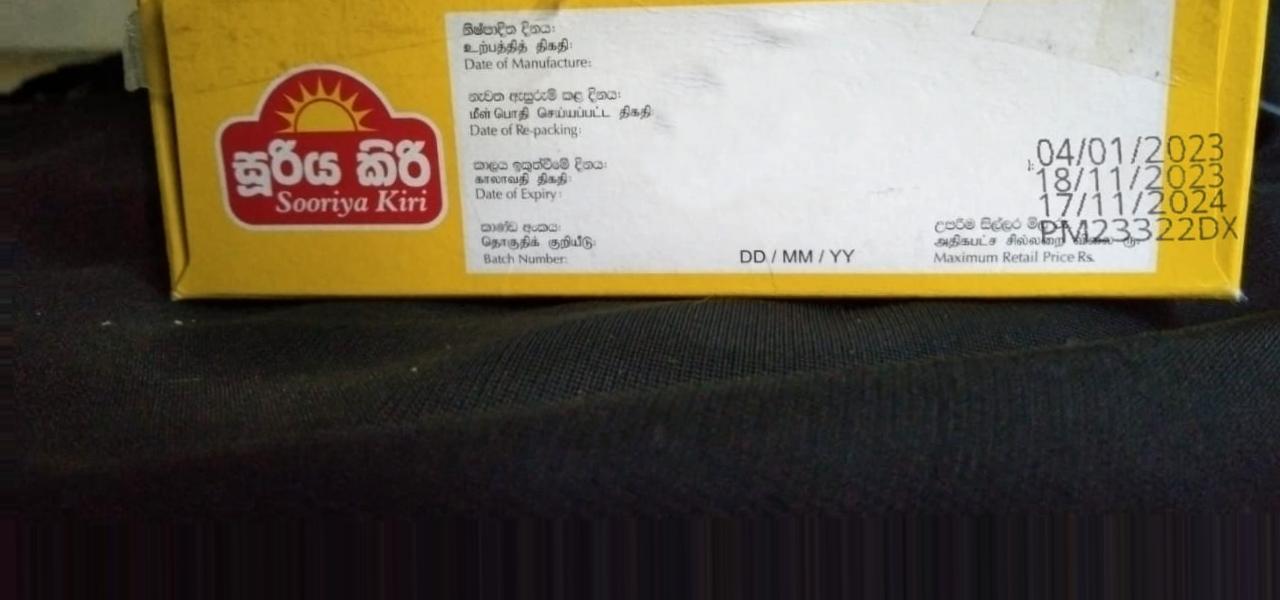 නිෂ්පාදිත දිනය:
உற்பத்தித் திகதி:
Date of Manufacture:
නැවත ඇසුරුම් කළ දිනය:
மீள் பொதி செய்யப்பட்ட திகதி:
Date of Re-packing:
කාලය ඉකුත්වීමේ දිනය:
காலாவதி திகதி:
Date of Expiry:
කාණ්ඩ අංකය:
தொகுதிக் குறியீடு:
Batch Number:
සූරිය කිරි
Sooriya Kiri
DD / MM / YY
04/01/2023
18/11/2023
17/11/2024
PM23322DX
උපරිම සිල්ලර මිල
அதிகபட்ச சில்லறை விலை ரூ.
Maximum Retail Price Rs.